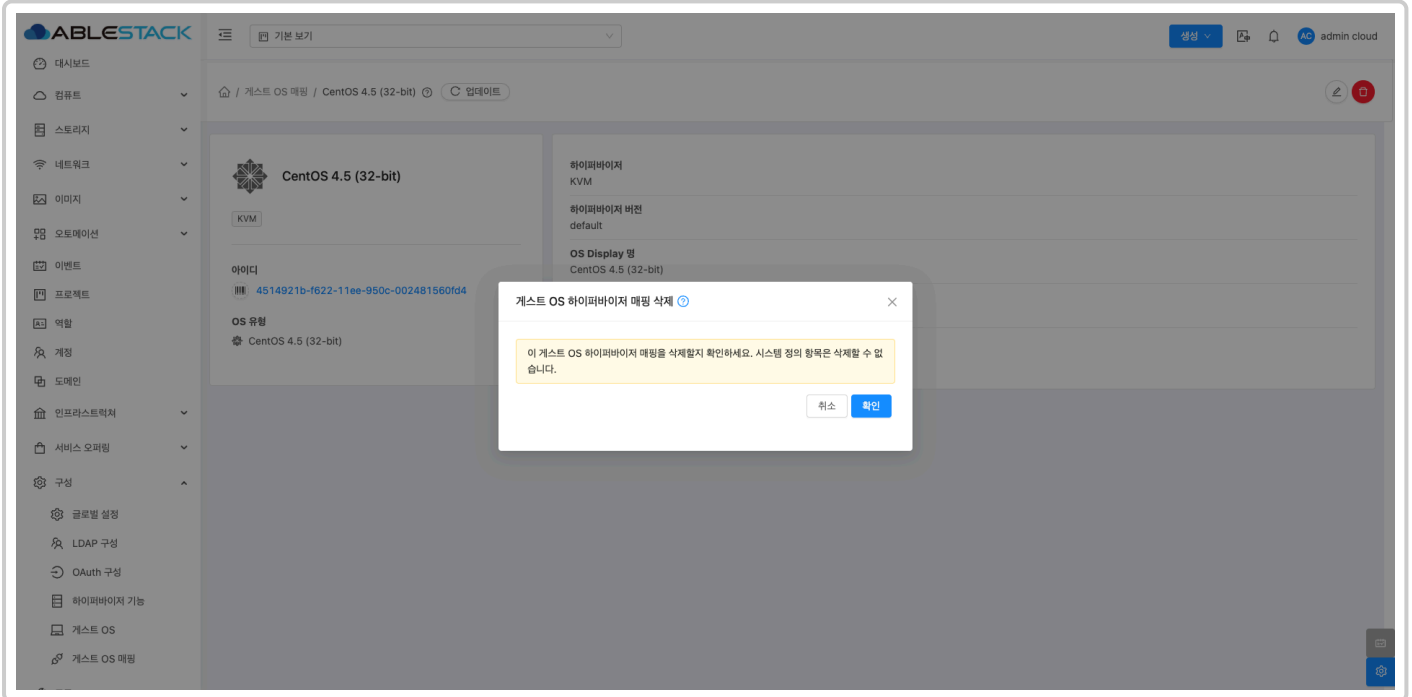 ABLESTACK
기본 보기
생성
AC admin cloud
대시보드
컴퓨트
스토리지
네트워크
이미지
오토메이션
이벤트
프로젝트
역할
계정
도메인
인프라스트럭쳐
서비스 오퍼링
구성
글로벌 설정
LDAP 구성
OAuth 구성
하이퍼바이저 기능
게스트 OS
게스트 OS 매핑
/ 게스트 OS 매핑 / CentOS 4.5 (32-bit) 업데이트
CentOS 4.5 (32-bit)
KVM
아이디
4514921b-f622-11ee-950c-002481560fd4
OS 유형
CentOS 4.5 (32-bit)
하이퍼바이저
KVM
하이퍼바이저 버전
default
OS Display 명
CentOS 4.5 (32-bit)
게스트 OS 하이퍼바이저 매핑 삭제
이 게스트 OS 하이퍼바이저 매핑을 삭제할지 확인하세요. 시스템 정의 항목은 삭제할 수 없
습니다.
취소 확인